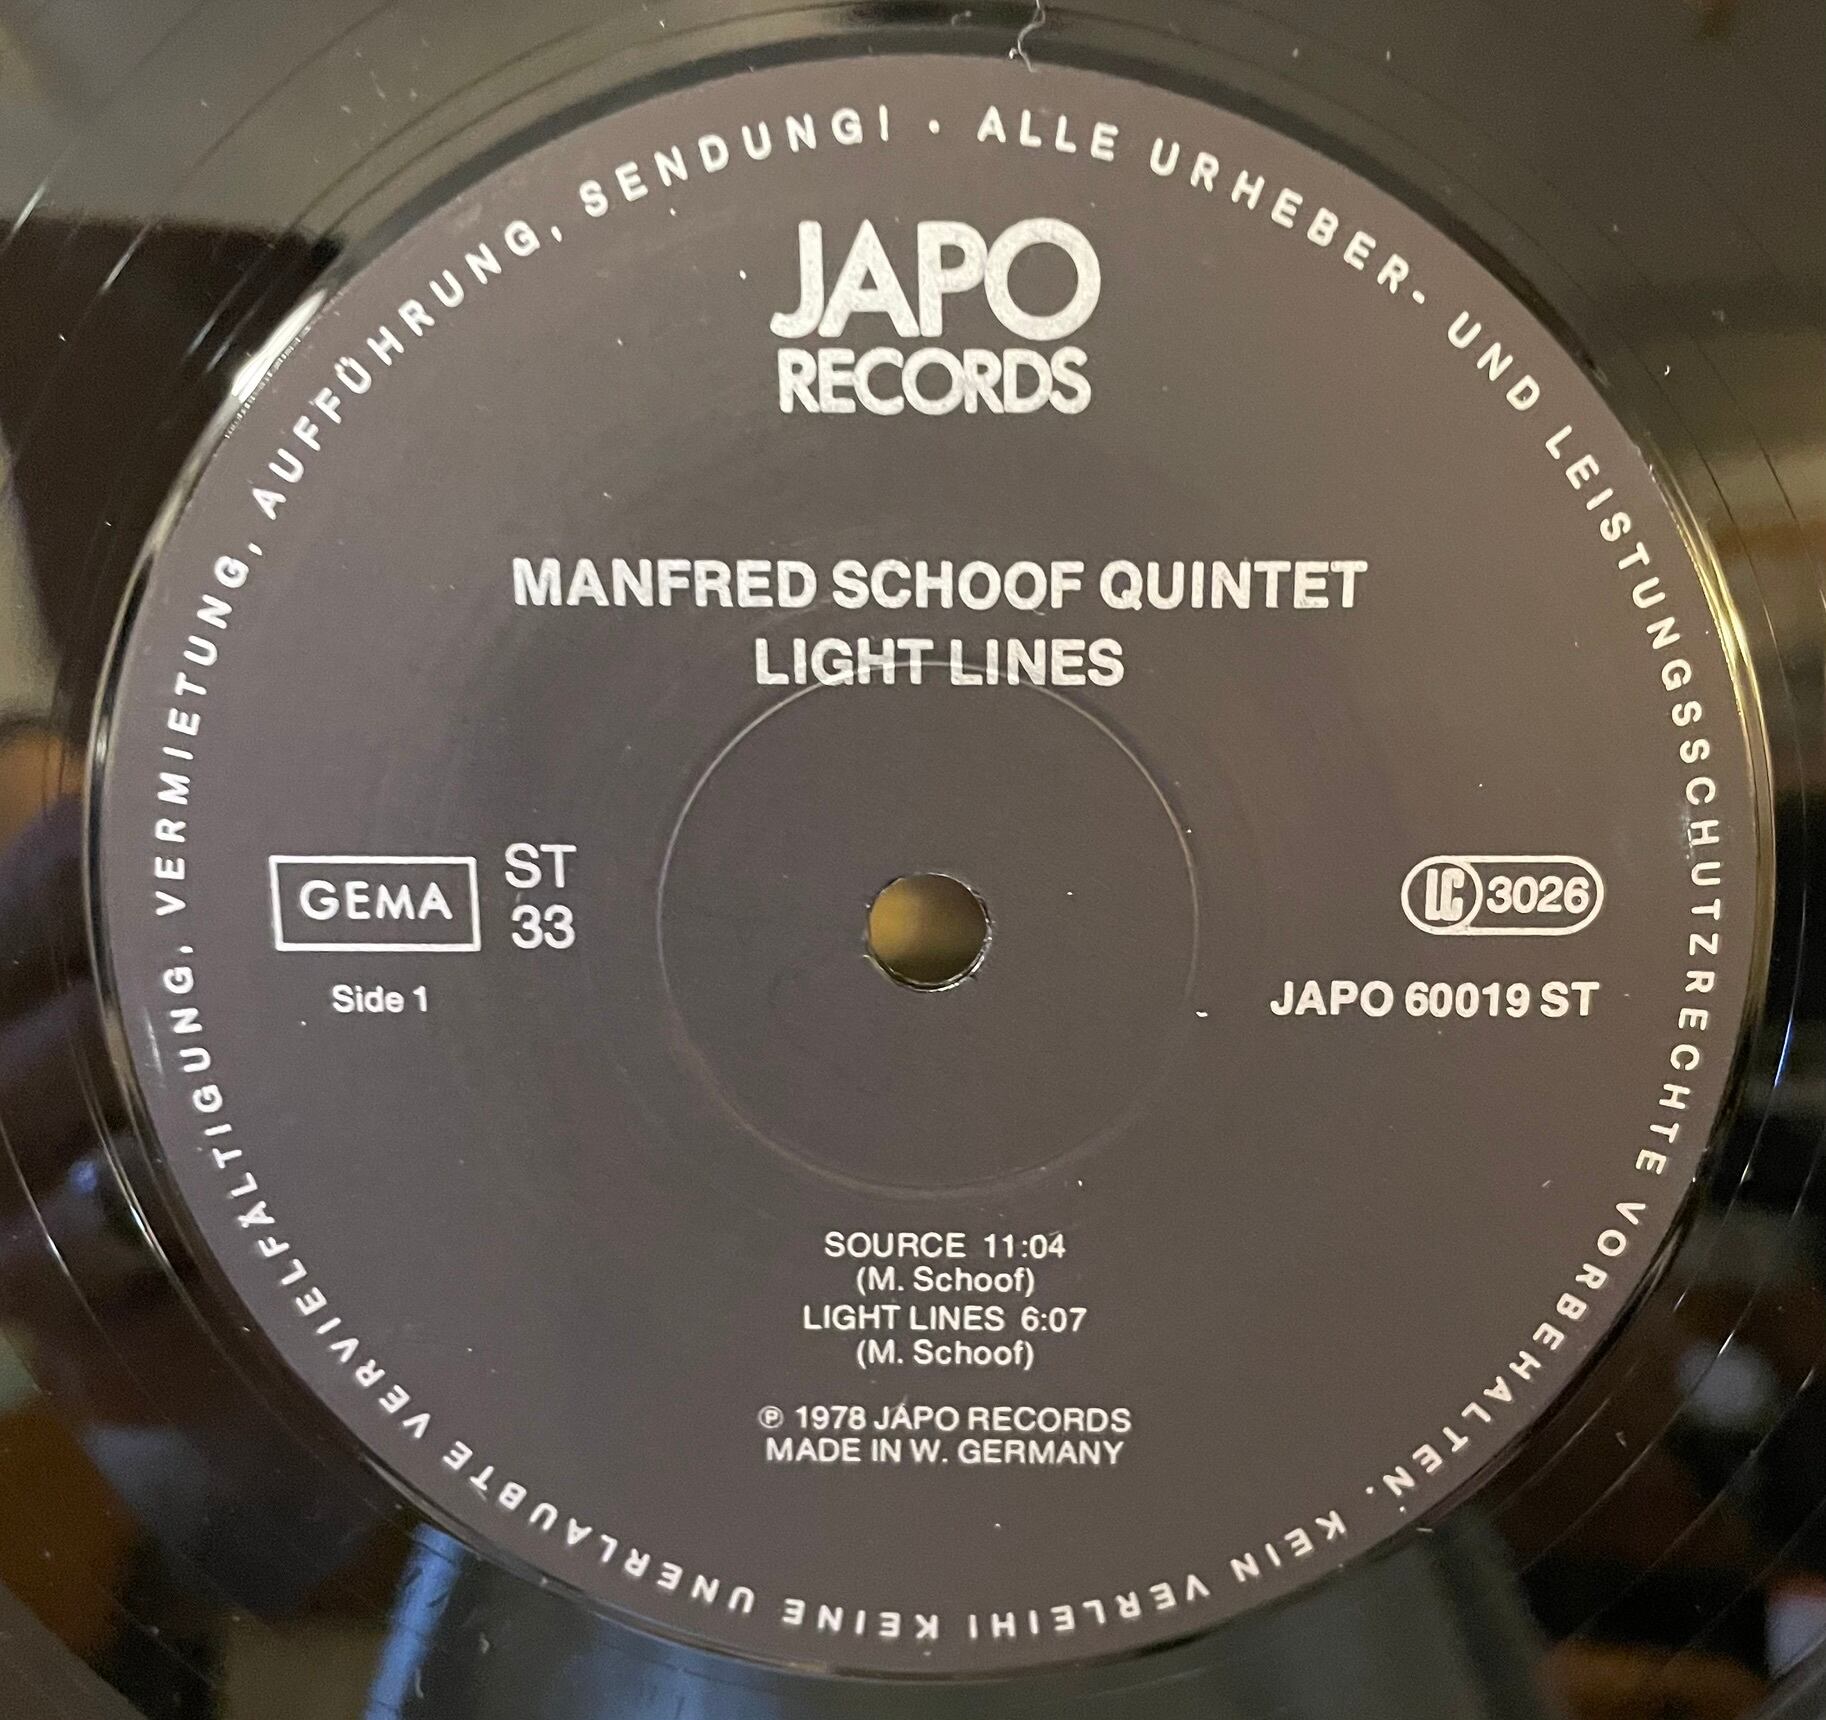 ALLE URHEBER- UND LEISTUNGSSCHUTZRECHTE VORBEHALTEN. KEIN VERLEIH! KEINE UNERLAUBTE VERVIELFÄLTIGUNG, VERMIETUNG, AUFFÜHRUNG, SENDUNG! ·
JAPO
RECORDS
MANFRED SCHOOF QUINTET
LIGHT LINES
GEMA
ST
33
Side 1
LC 3026
JAPO 60019 ST
SOURCE 11:04
(M. Schoof)
LIGHT LINES 6:07
(M. Schoof)
℗ 1978 JAPO RECORDS
MADE IN W. GERMANY